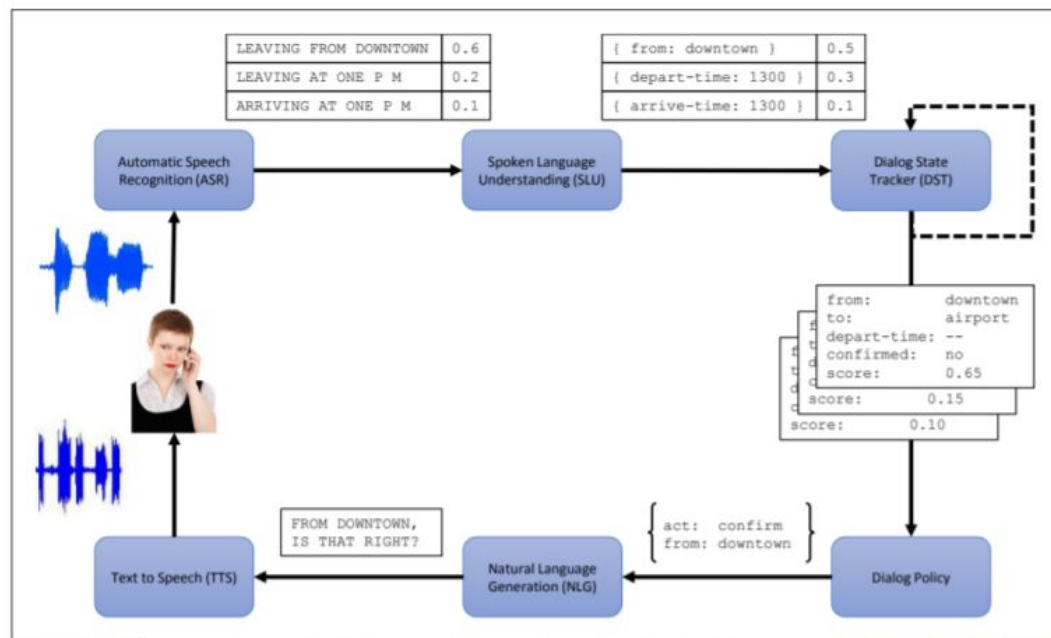 LEAVING FROM DOWNTOWN 0.6
LEAVING AT ONE P M 0.2
ARRIVING AT ONE P M 0.1
{ from: downtown } 0.5
{ depart-time: 1300 } 0.3
{ arrive-time: 1300 } 0.1
Automatic Speech
Recognition (ASR)
Spoken Language
Understanding (SLU)
Dialog State
Tracker (DST)
from: downtown
to: airport
depart-time: --
confirmed: no
score: 0.65
score: 0.15
score: 0.10
FROM DOWNTOWN,
IS THAT RIGHT?
{ act: confirm
from: downtown }
Text to Speech (TTS)
Natural Language
Generation (NLG)
Dialog Policy